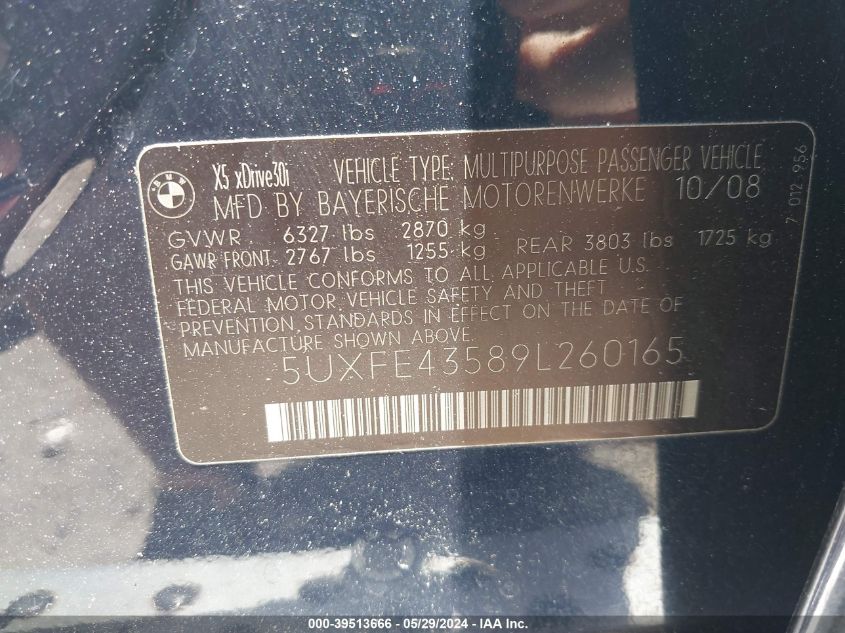 BMW
X5 xDrive30i VEHICLE TYPE: MULTIPURPOSE PASSENGER VEHICLE
MFD BY BAYERISCHE MOTORENWERKE 10/08
GVWR 6327 lbs 2870 kg
GAWR FRONT 2767 lbs 1255 kg REAR 3803 lbs 1725 kg
THIS VEHICLE CONFORMS TO ALL APPLICABLE U.S.
FEDERAL MOTOR VEHICLE SAFETY AND THEFT
PREVENTION STANDARDS IN EFFECT ON THE DATE OF
MANUFACTURE SHOWN ABOVE.
5UXFE43589L260165
7 012 956
000-39513666 - 05/29/2024 - IAA Inc.